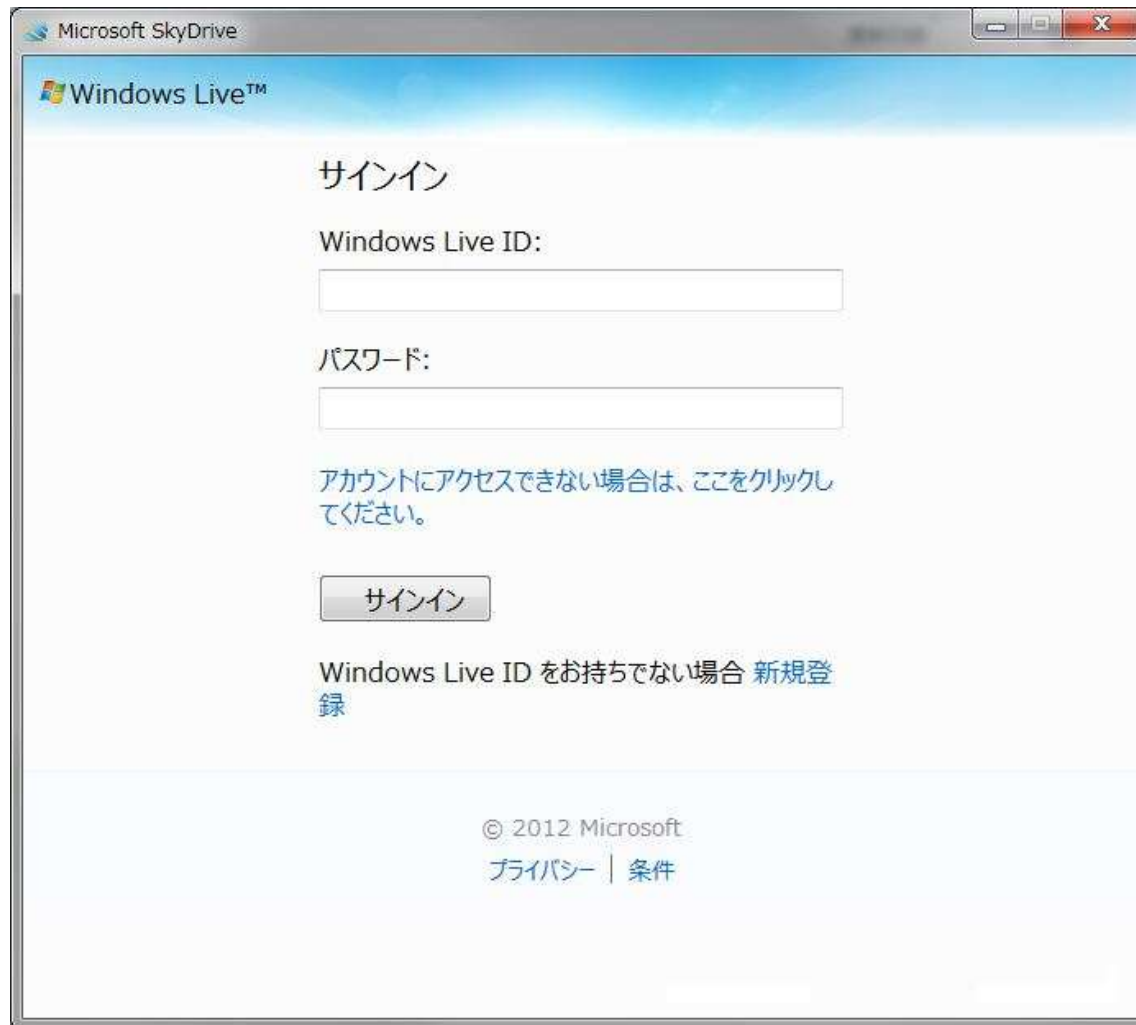 Microsoft SkyDrive
Windows Live™
サインイン
Windows Live ID:
パスワード:
アカウントにアクセスできない場合は、ここをクリックし
てください。
サインイン
Windows Live ID をお持ちでない場合 新規登
録
© 2012 Microsoft
プライバシー | 条件